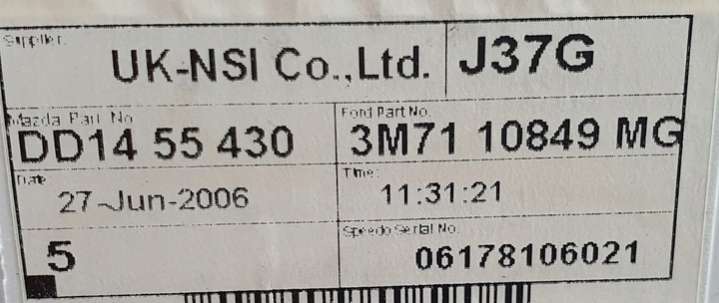 Supplier:
UK-NSI Co.,Ltd. J37G
Mazda Part No. Ford Part No.
DD14 55 430 3M71 10849 MG
Date Time:
27-Jun-2006 11:31:21
Speedo Serial No.
5 06178106021